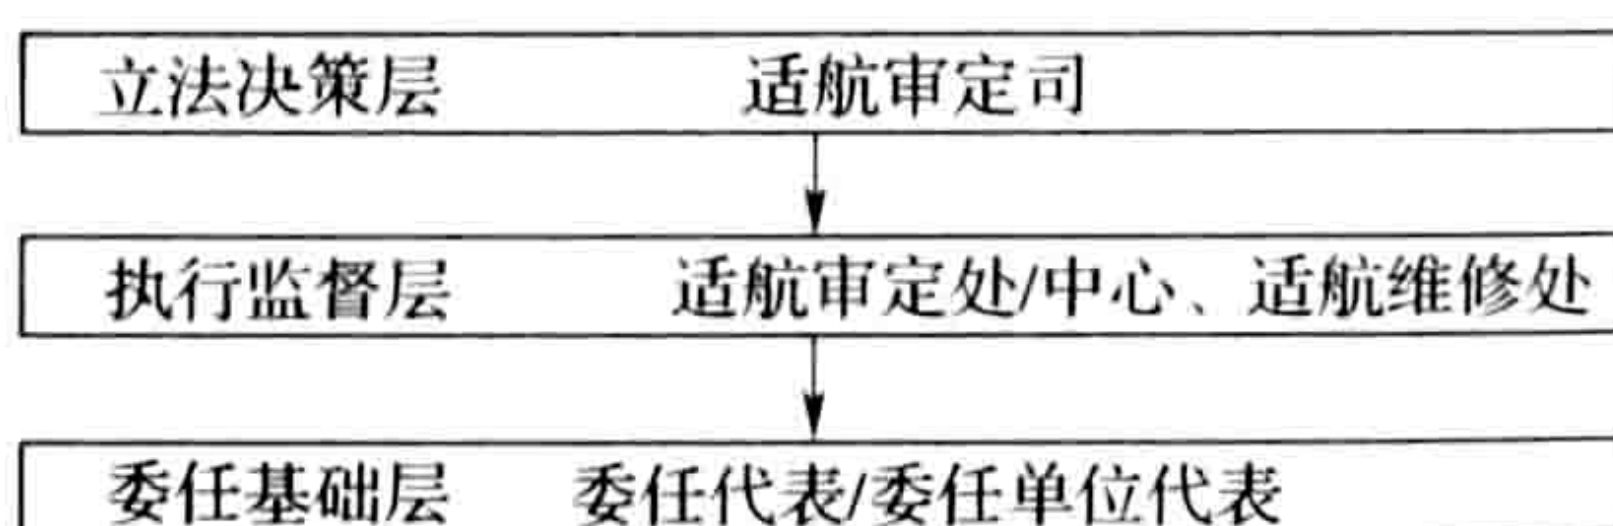 立法决策层 适航审定司
执行监督层 适航审定处/中心、适航维修处
委任基础层 委任代表/委任单位代表